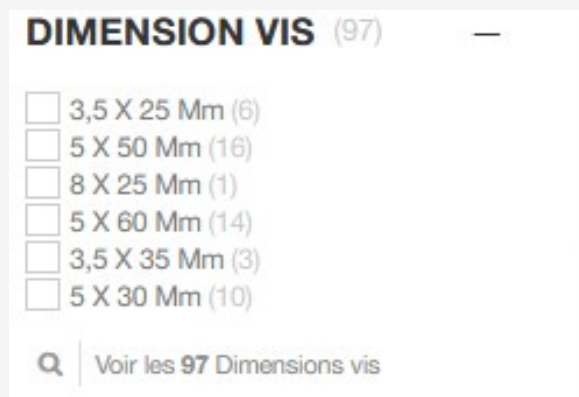 DIMENSION VIS (97) —
3,5 X 25 Mm (6)
5 X 50 Mm (16)
8 X 25 Mm (1)
5 X 60 Mm (14)
3,5 X 35 Mm (3)
5 X 30 Mm (10)
Voir les 97 Dimensions vis